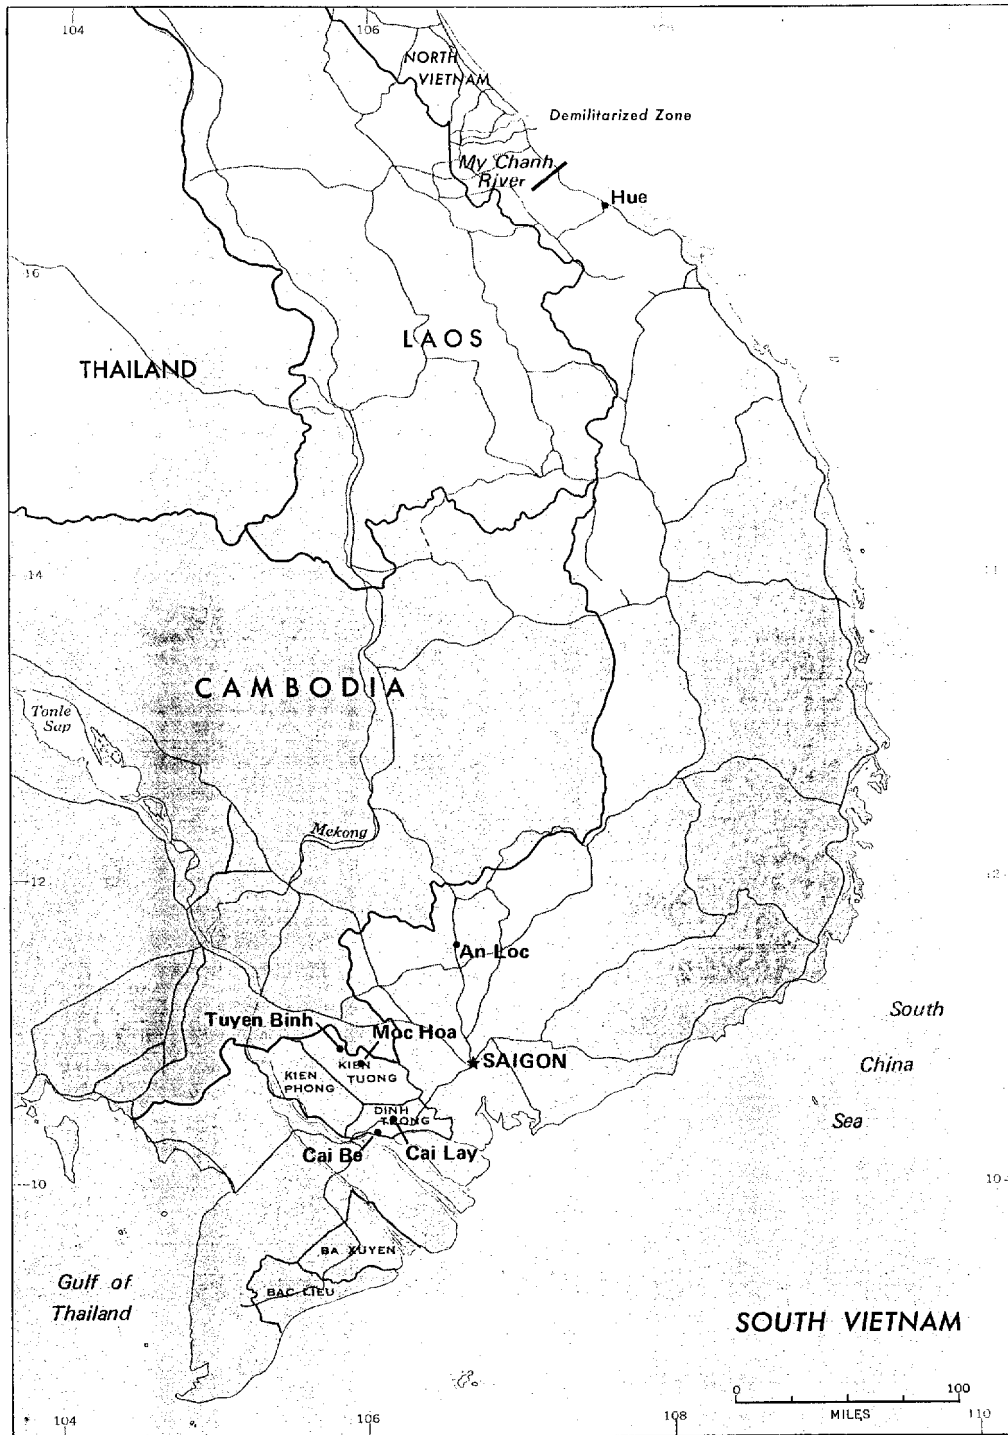 104
106
NORTH
VIETNAM
Demilitarized Zone
My Chanh
River
Hue
16
LAOS
THAILAND
14
CAMBODIA
Tonle
Sap
Mekong
12
An Loc
South
China
Sea
Tuyen Binh
Moc Hoa
SAIGON
KIEN
TUONG
KIEN
PHONG
DINH
TUONG
Cai Be
Cai Lay
10
10
BA XUYEN
BAC LIEU
Gulf of
Thailand
SOUTH VIETNAM
0
100
MILES
104
106
108
110